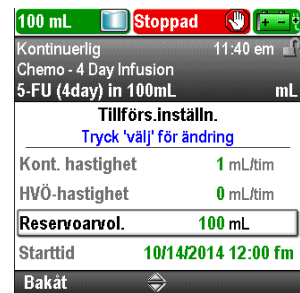 100 mL Stoppad
Kontinuerlig 11:40 em
Chemo - 4 Day Infusion
5-FU (4day) in 100mL mL
Tillförs.inställn.
Tryck 'välj' för ändring
Kont. hastighet 1 mL/tim
HVÖ-hastighet 0 mL/tim
Reservoarvol. 100 mL
Starttid 10/14/2014 12:00 fm
Bakåt